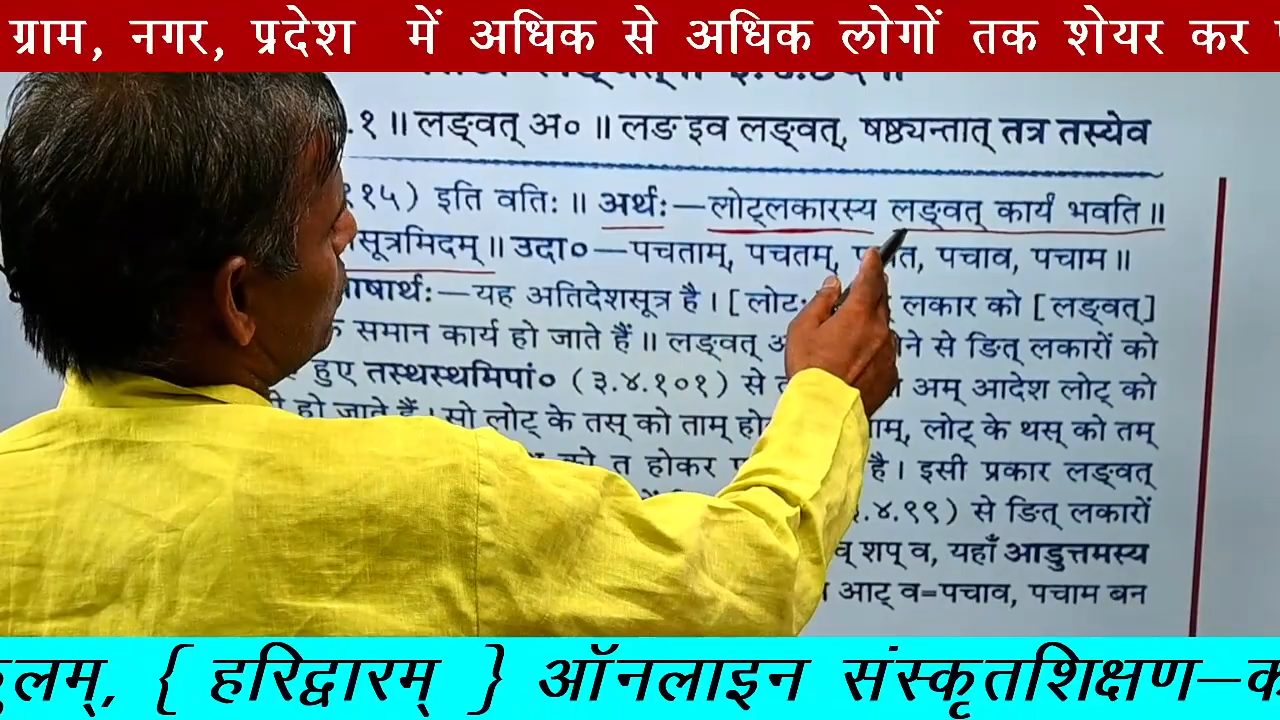 ग्राम, नगर, प्रदेश में अधिक से अधिक लोगों तक शेयर कर
.१ ॥ लङ्वत् अ० ॥ लङ इव लङ्वत्, षष्ठ्यन्तात् तत्र तस्येव
११५) इति वतिः ॥ अर्थः—लोट्लकारस्य लङ्वत् कार्यं भवति ॥
सूत्रमिदम् ॥ उदा०—पचताम्, पचतम्, पचाव, पचाम ॥
भाषार्थः—यह अतिदेशसूत्र है । [लोटः लकार को [लङ्वत्]
समान कार्य हो जाते हैं ॥ लङ्वत् से ङित् लकारों को
हुए तस्थस्थमिपां० (३.४.१०१) से अम् आदेश लोट् को
हो जाते हैं । सो लोट् के तस् को ताम् लोट् के थस् को तम्
को त होकर है । इसी प्रकार लङ्वत्
.४.९९) से ङित् लकारों
व् शप् व, यहाँ आडुत्तमस्य
आट् व=पचाव, पचाम बन
कुलम्, { हरिद्वारम् } ऑनलाइन संस्कृतशिक्षण–